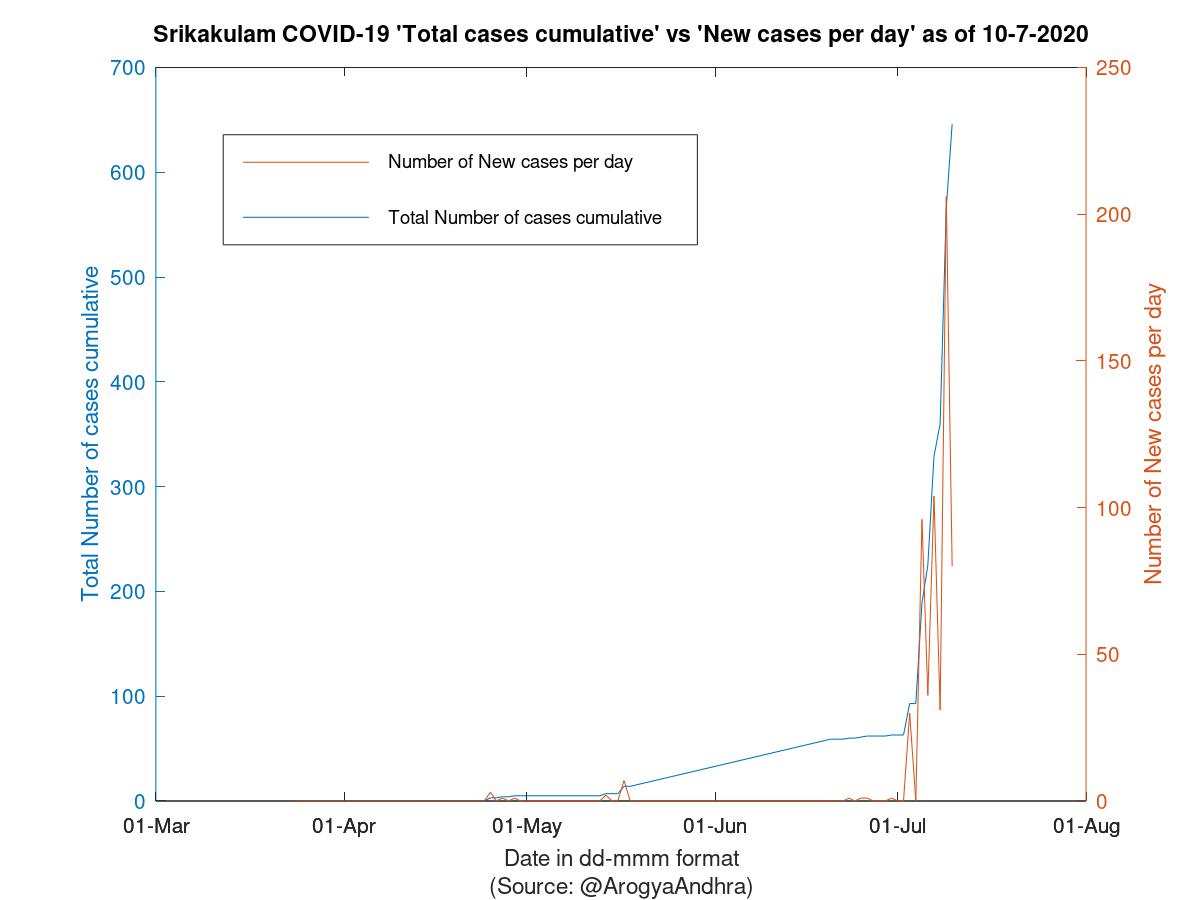 Srikakulam COVID-19 'Total cases cumulative' vs 'New cases per day' as of 10-7-2020
700
600
500
400
300
200
100
0
Total Number of cases cumulative
Number of New cases per day
Total Number of cases cumulative
250
200
150
100
50
0
Number of New cases per day
01-Mar 01-Apr 01-May 01-Jun 01-Jul 01-Aug
Date in dd-mmm format
(Source: @ArogyaAndhra)